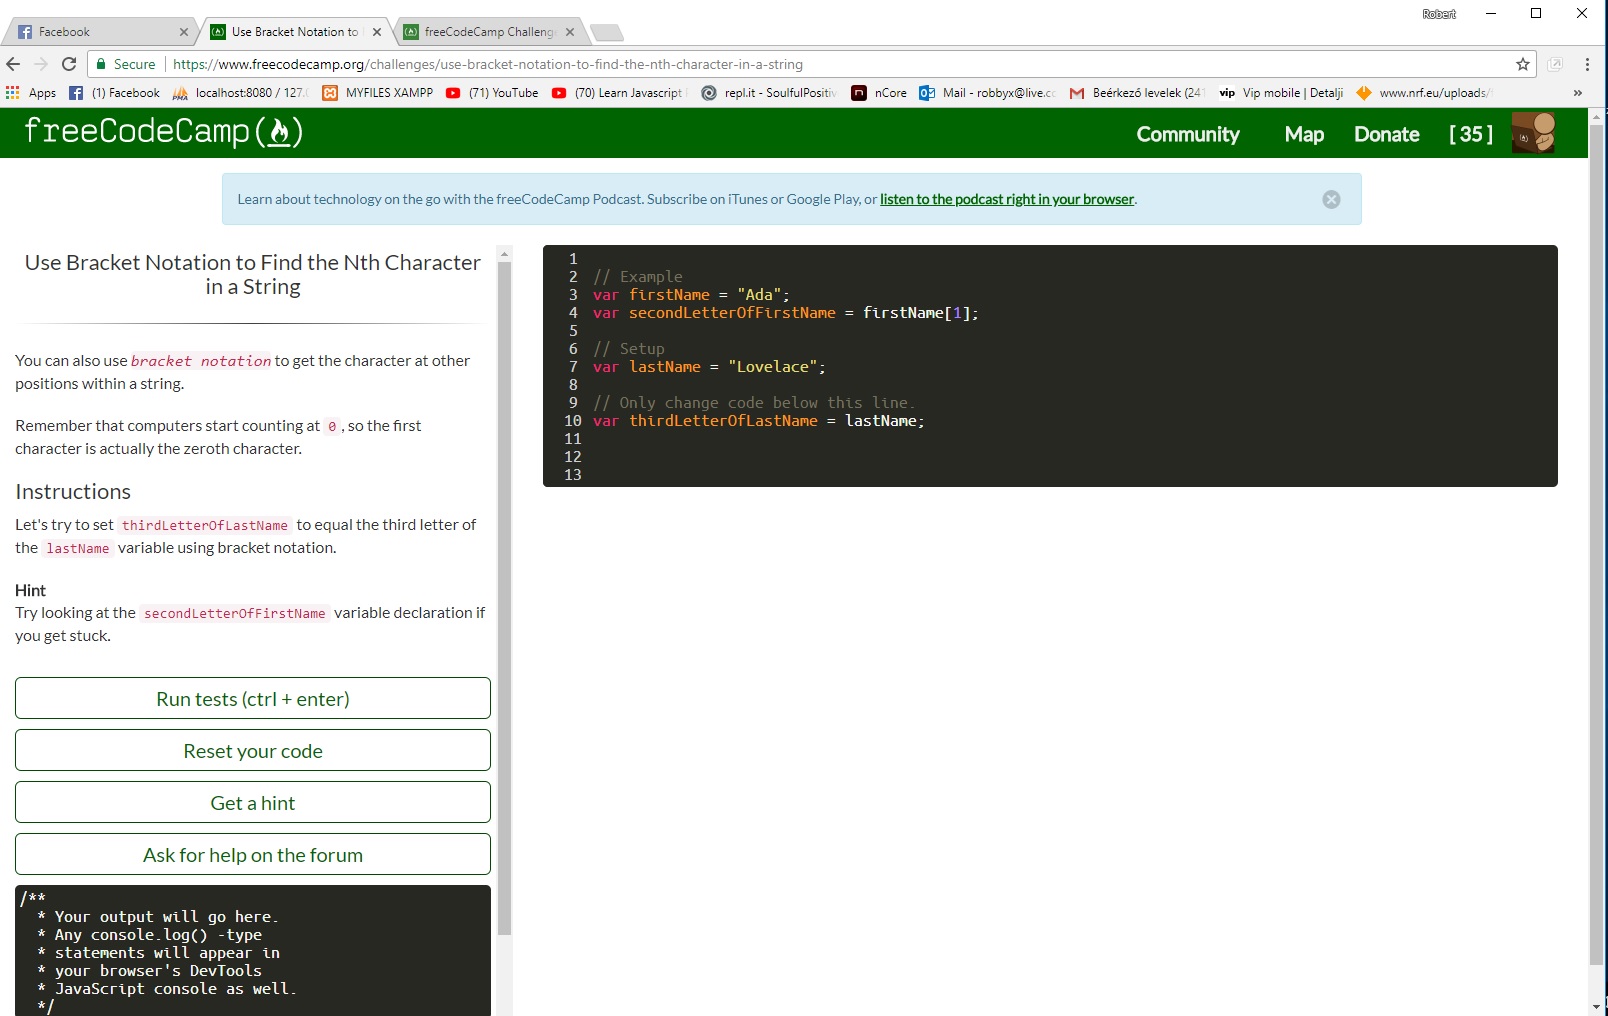 Robert
Facebook
Use Bracket Notation to
freeCodeCamp Challeng
Secure
https://www.freecodecamp.org/challenges/use-bracket-notation-to-find-the-nth-character-in-a-string
Apps (1) Facebook localhost:8080 / 127. MYFILES XAMPP (71) YouTube (70) Learn Javascript repl.it - SoulfulPositiv nCore Mail - robbyx@live.cc Beérkező levelek (241 vip Vip mobile | Detalji www.nrf.eu/uploads/ »
freeCodeCamp
Community Map Donate [ 35 ]
Learn about technology on the go with the freeCodeCamp Podcast. Subscribe on iTunes or Google Play, or listen to the podcast right in your browser.
Use Bracket Notation to Find the Nth Character
in a String
You can also use bracket notation to get the character at other
positions within a string.
Remember that computers start counting at 0, so the first
character is actually the zeroth character.
Instructions
Let's try to set thirdLetterOfLastName to equal the third letter of
the lastName variable using bracket notation.
Hint
Try looking at the secondLetterOfFirstName variable declaration if
you get stuck.
Run tests (ctrl + enter)
Reset your code
Get a hint
Ask for help on the forum
/**
* Your output will go here.
* Any console.log() -type
* statements will appear in
* your browser's DevTools
* JavaScript console as well.
*/
1
2 // Example
3 var firstName = "Ada";
4 var secondLetterOfFirstName = firstName[1];
5
6 // Setup
7 var lastName = "Lovelace";
8
9 // Only change code below this line.
10 var thirdLetterOfLastName = lastName;
11
12
13